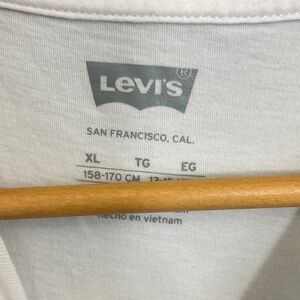 LEVI'S®
SAN FRANCISCO, CAL.
XL TG EG
158-170 CM
hecho en vietnam